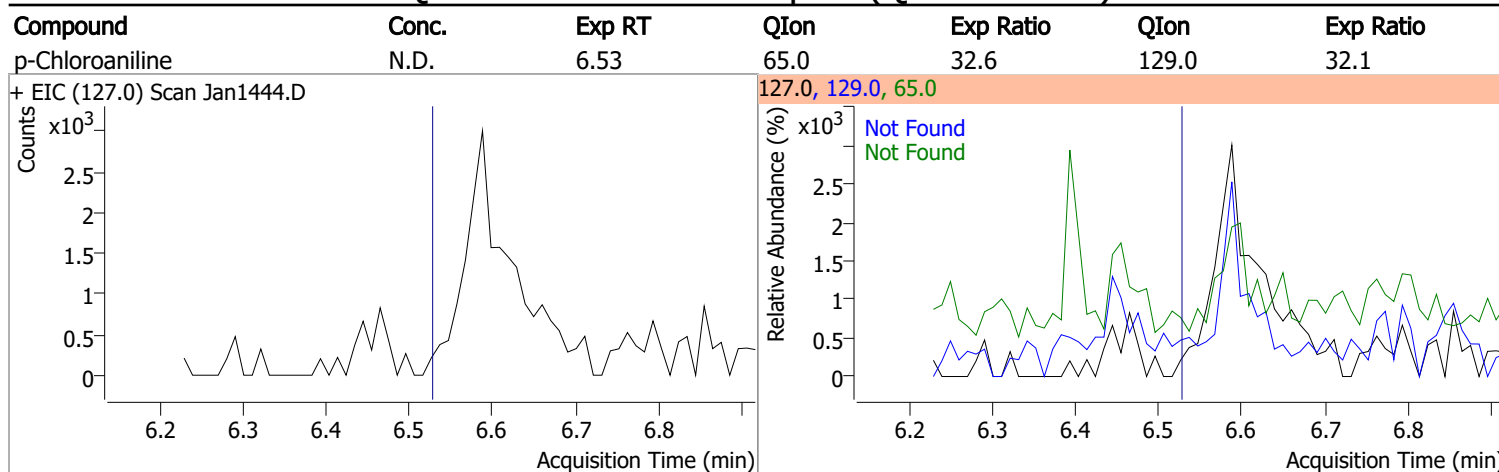 Compound Conc. Exp RT QIon Exp Ratio QIon Exp Ratio
p-Chloroaniline N.D. 6.53 65.0 32.6 129.0 32.1
+ EIC (127.0) Scan Jan1444.D
Counts
x10³
2.5
2
1.5
1
0.5
0
6.2 6.3 6.4 6.5 6.6 6.7 6.8
Acquisition Time (min)
127.0, 129.0, 65.0
Relative Abundance (%)
x10³
Not Found
Not Found
2.5
2
1.5
1
0.5
0
6.2 6.3 6.4 6.5 6.6 6.7 6.8
Acquisition Time (min)